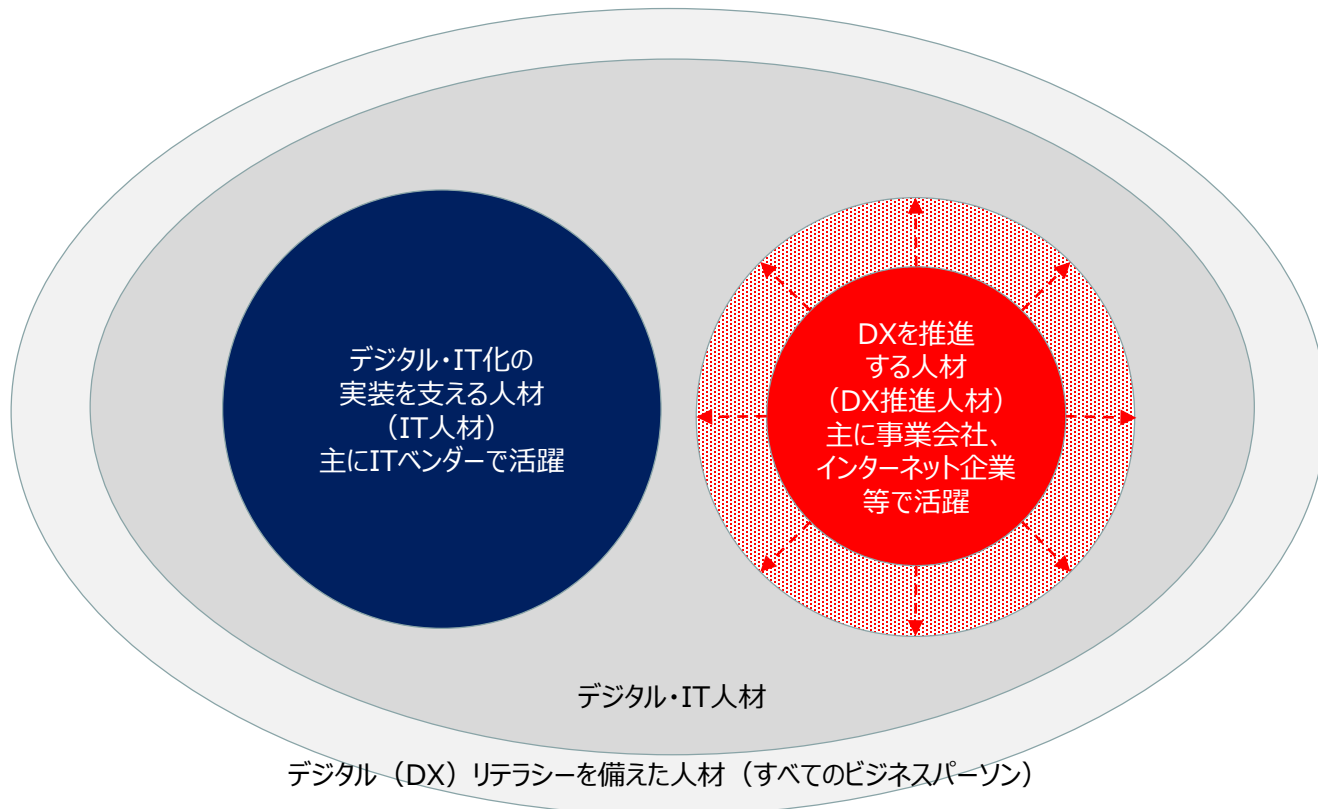 デジタル・IT化の
実装を支える人材
（IT人材）
主にITベンダーで活躍
DXを推進
する人材
（DX推進人材）
主に事業会社、
インターネット企業
等で活躍
デジタル・IT人材
デジタル（DX）リテラシーを備えた人材（すべてのビジネスパーソン）